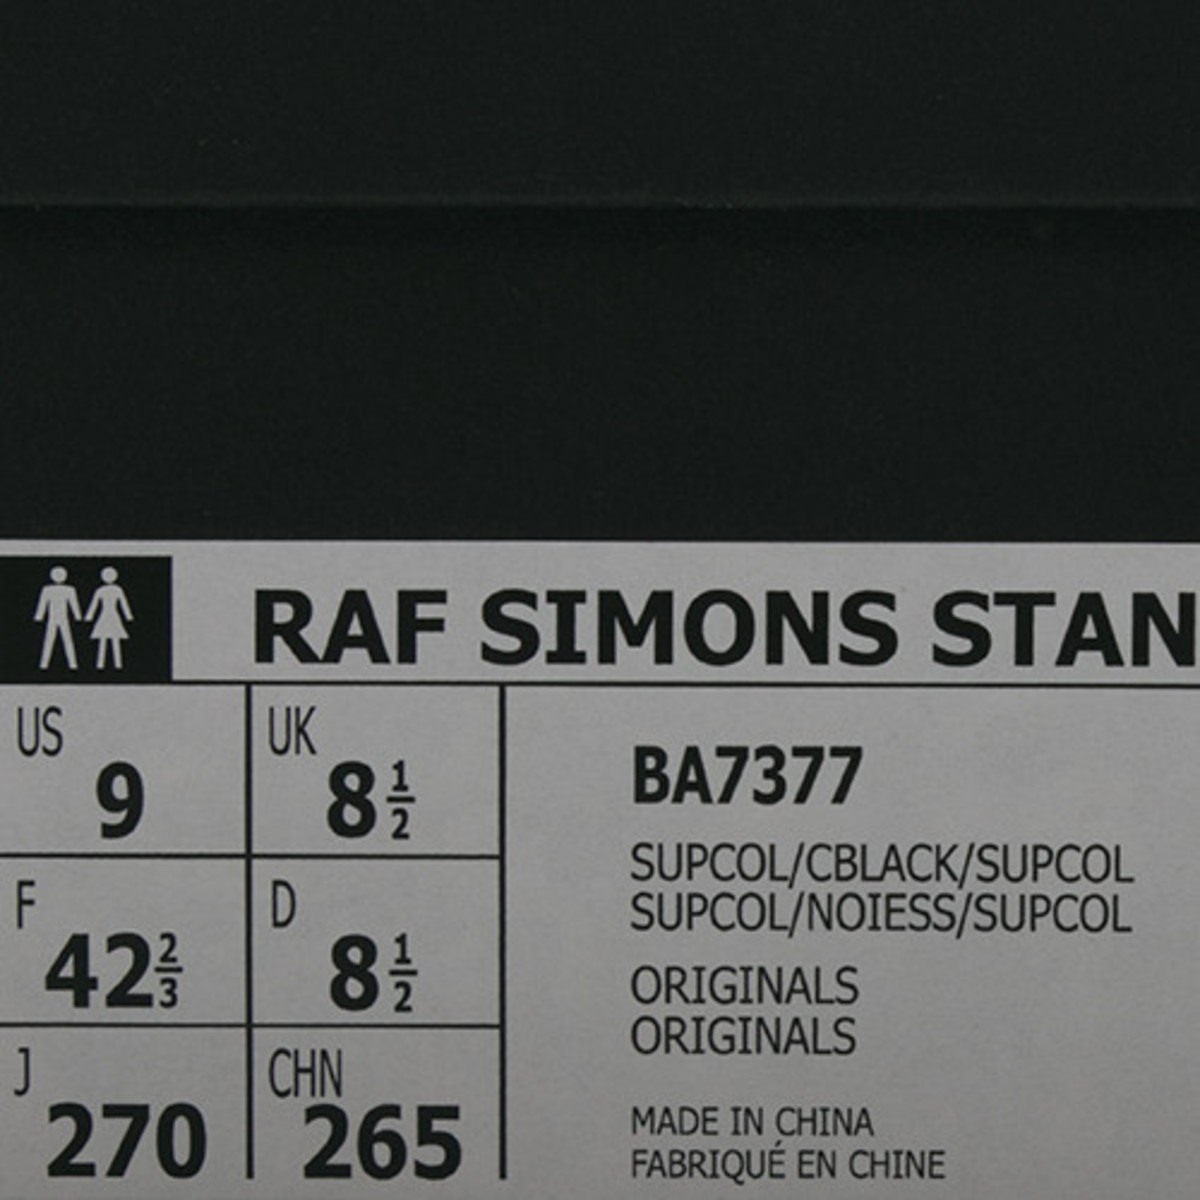 RAF SIMONS STAN
US 9
UK 8 1/2
F 42 2/3
D 8 1/2
J 270
CHN 265
BA7377
SUPCOL/CBLACK/SUPCOL
SUPCOL/NOIESS/SUPCOL
ORIGINALS
ORIGINALS
MADE IN CHINA
FABRIQUÉ EN CHINE